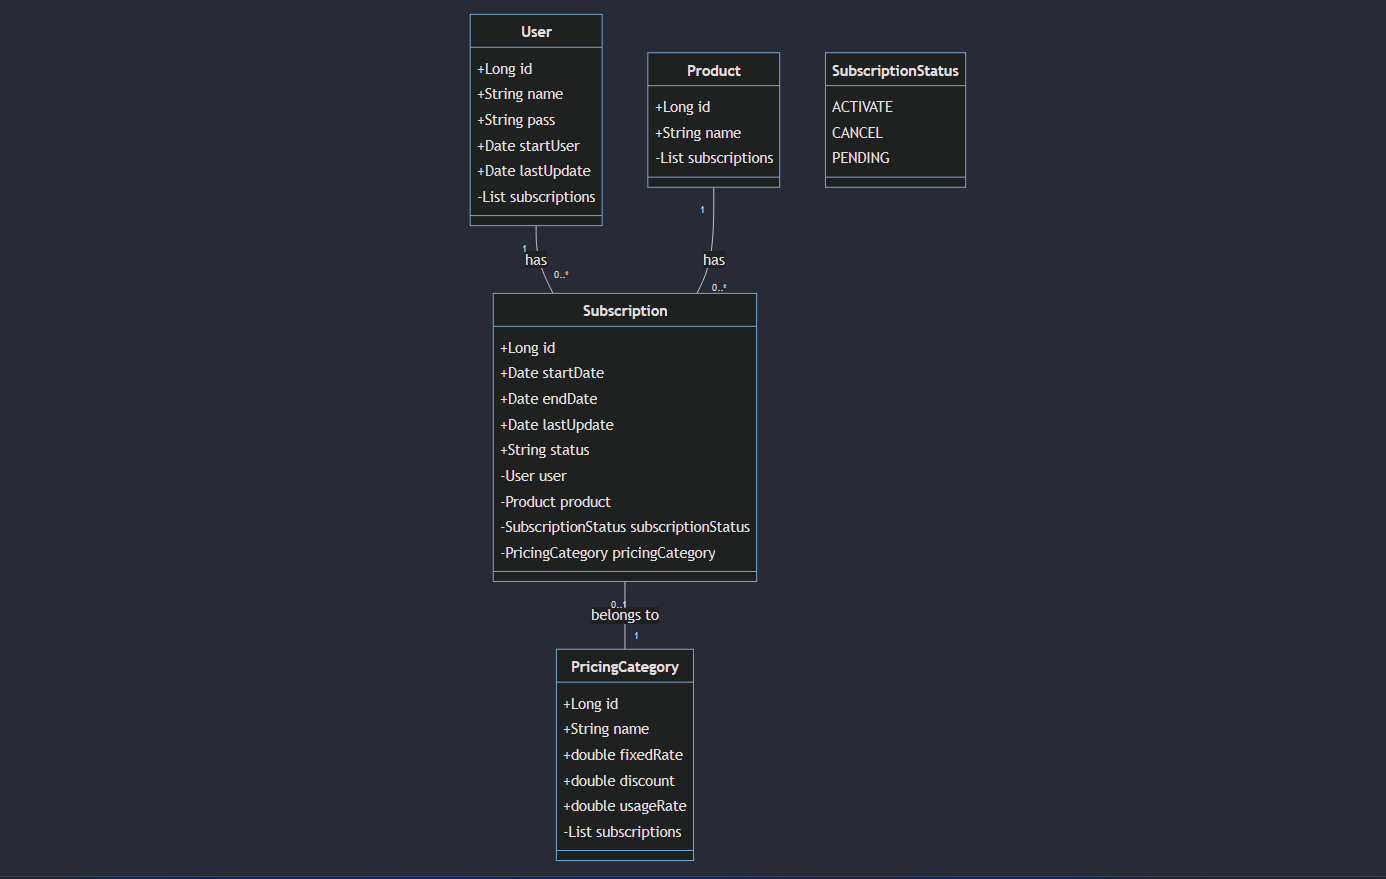 User
+Long id
+String name
+String pass
+Date startUser
+Date lastUpdate
-List subscriptions
Product
+Long id
+String name
-List subscriptions
SubscriptionStatus
ACTIVATE
CANCEL
PENDING
1
has
0..*
1
has
0..*
Subscription
+Long id
+Date startDate
+Date endDate
+Date lastUpdate
+String status
-User user
-Product product
-SubscriptionStatus subscriptionStatus
-PricingCategory pricingCategory
0..1
belongs to
1
PricingCategory
+Long id
+String name
+double fixedRate
+double discount
+double usageRate
-List subscriptions